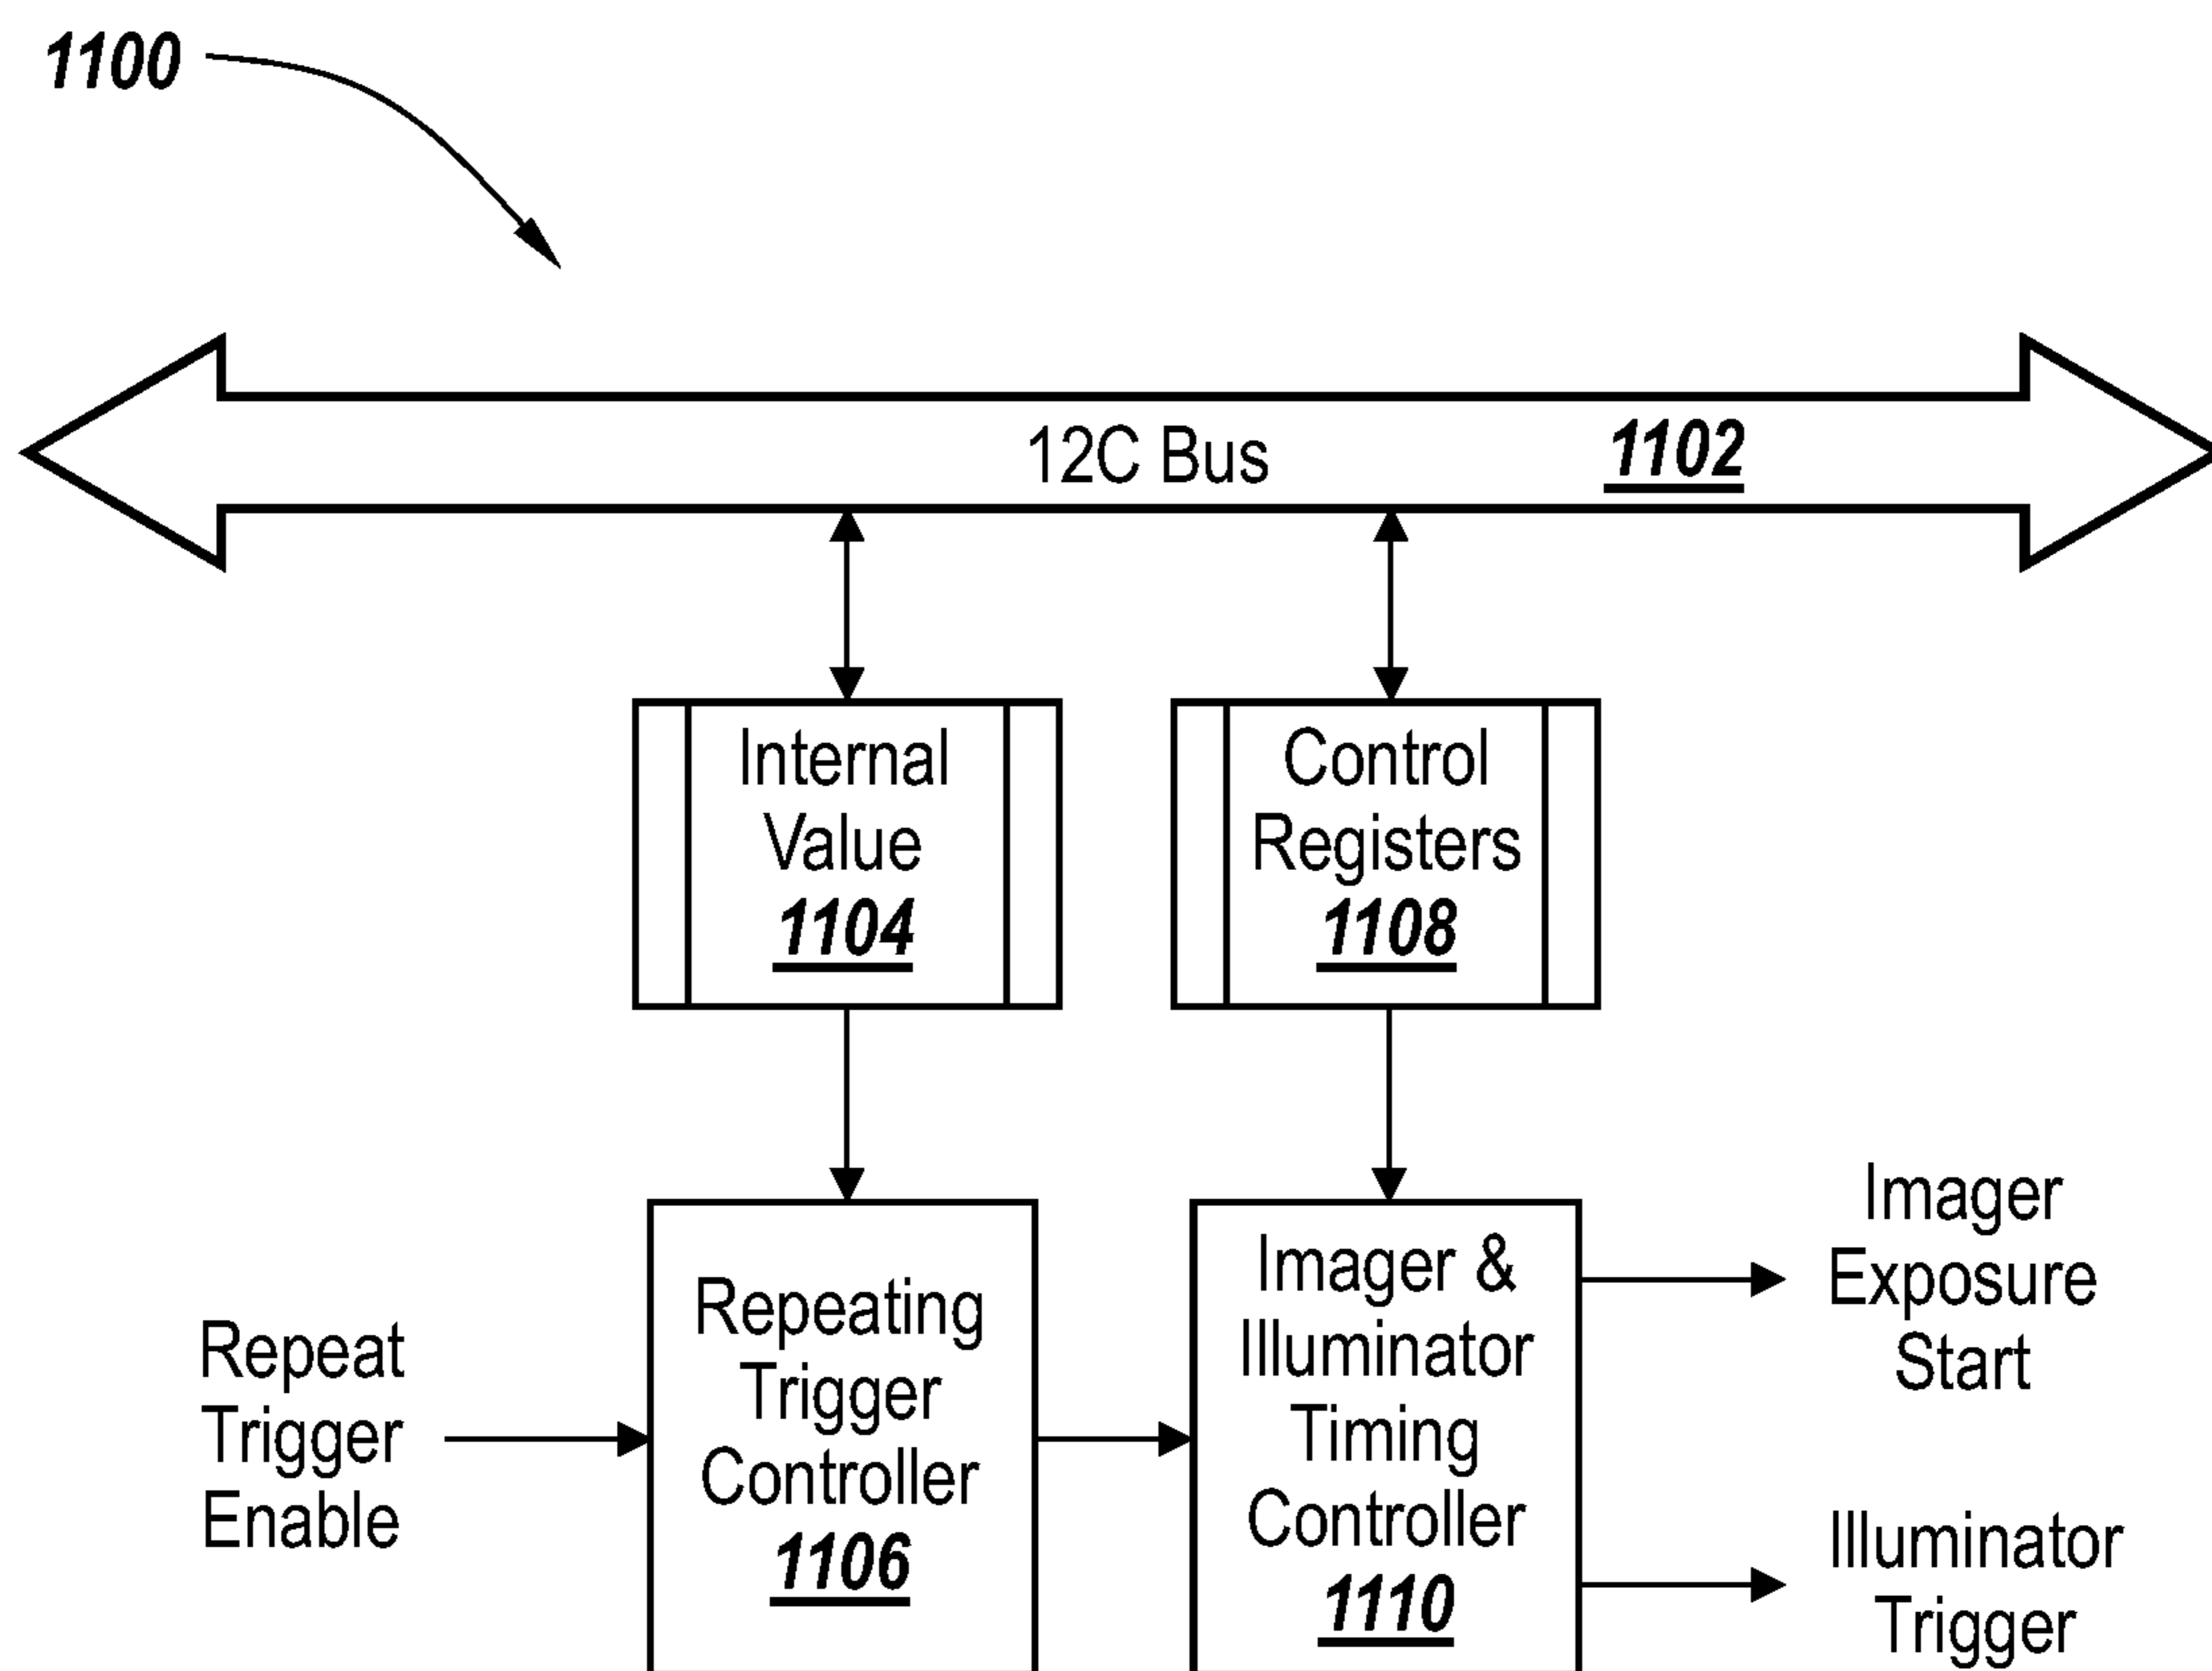 1100
12C Bus 1102
Internal
Value
1104
Control
Registers
1108
Repeat
Trigger
Enable
Repeating
Trigger
Controller
1106
Imager &
Illuminator
Timing
Controller
1110
Imager
Exposure
Start
Illuminator
Trigger